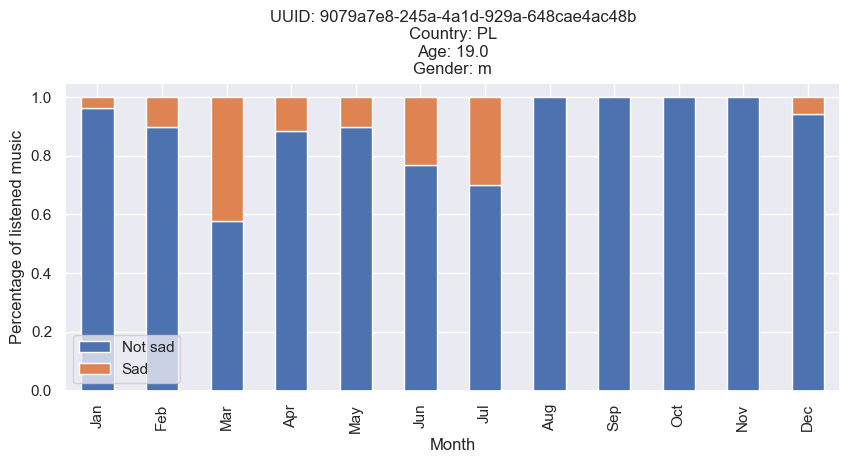 UUID: 9079a7e8-245a-4a1d-929a-648cae4ac48b
Country: PL
Age: 19.0
Gender: m
Percentage of listened music
1.0
0.8
0.6
0.4
0.2
0.0
Not sad
Sad
Jan
Feb
Mar
Apr
May
Jun
Jul
Aug
Sep
Oct
Nov
Dec
Month